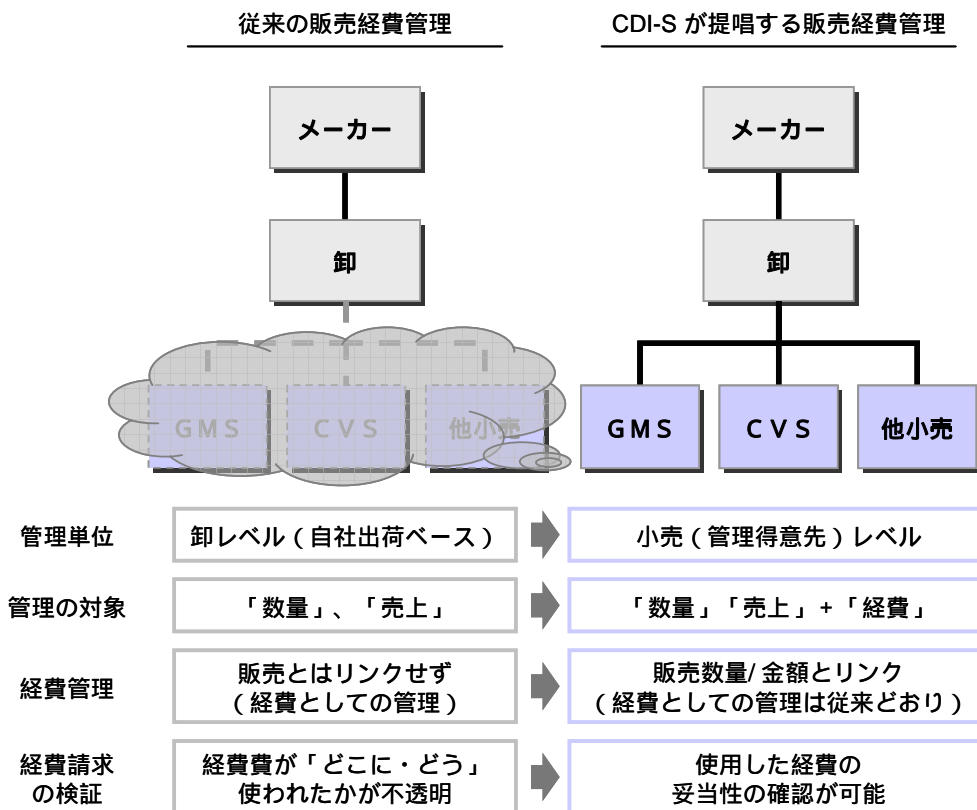 従来の販売経費管理
CDI-S が提唱する販売経費管理
メーカー
メーカー
卸
卸
ＧＭＳ
ＣＶＳ
他小売
ＧＭＳ
ＣＶＳ
他小売
管理単位
卸レベル（自社出荷ベース）
小売（管理得意先）レベル
管理の対象
「数量」、「売上」
「数量」「売上」+「経費」
経費管理
販売とはリンクせず
（経費としての管理）
販売数量/金額とリンク
（経費としての管理は従来どおり）
経費請求
の検証
経費費が「どこに・どう」
使われたかが不透明
使用した経費の
妥当性の確認が可能